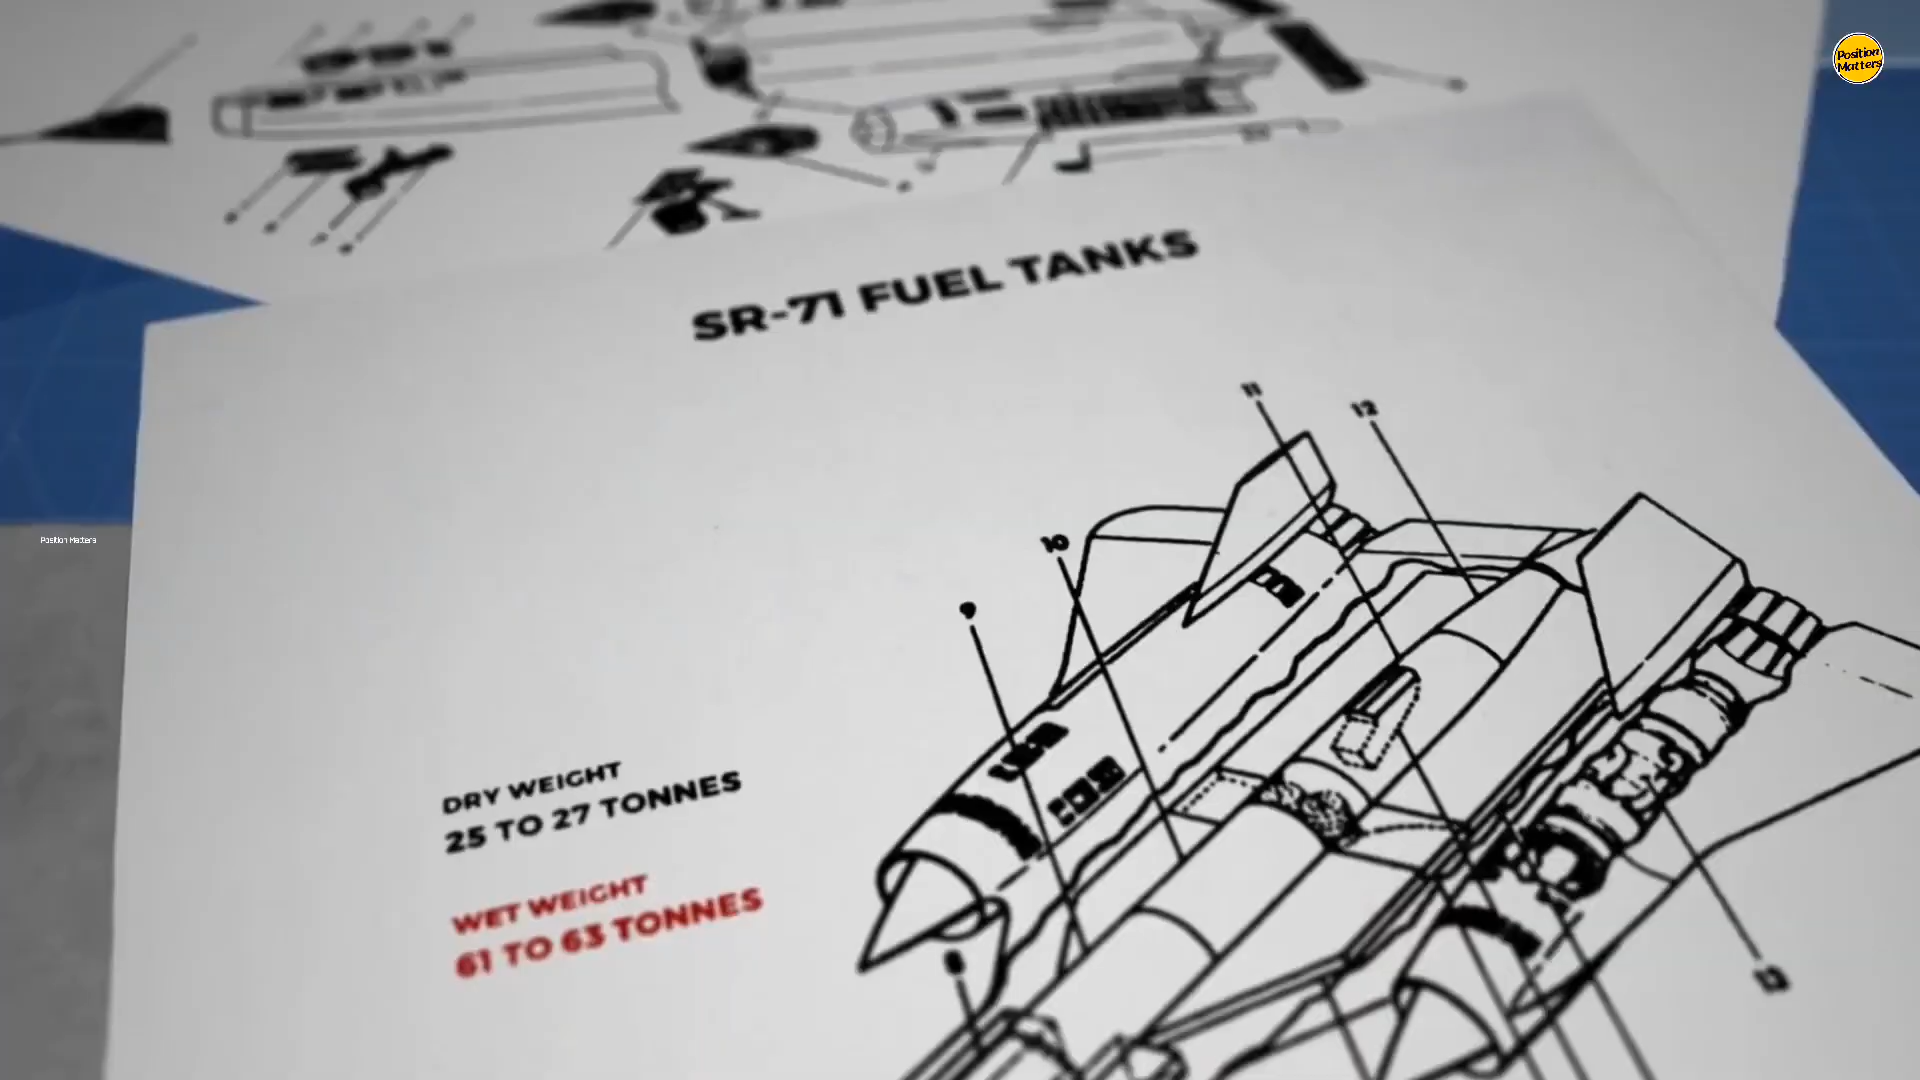 Position
Matters
SR-71 FUEL TANKS
11
12
10
9
Position Matters
DRY WEIGHT
25 TO 27 TONNES
WET WEIGHT
61 TO 63 TONNES
8
13